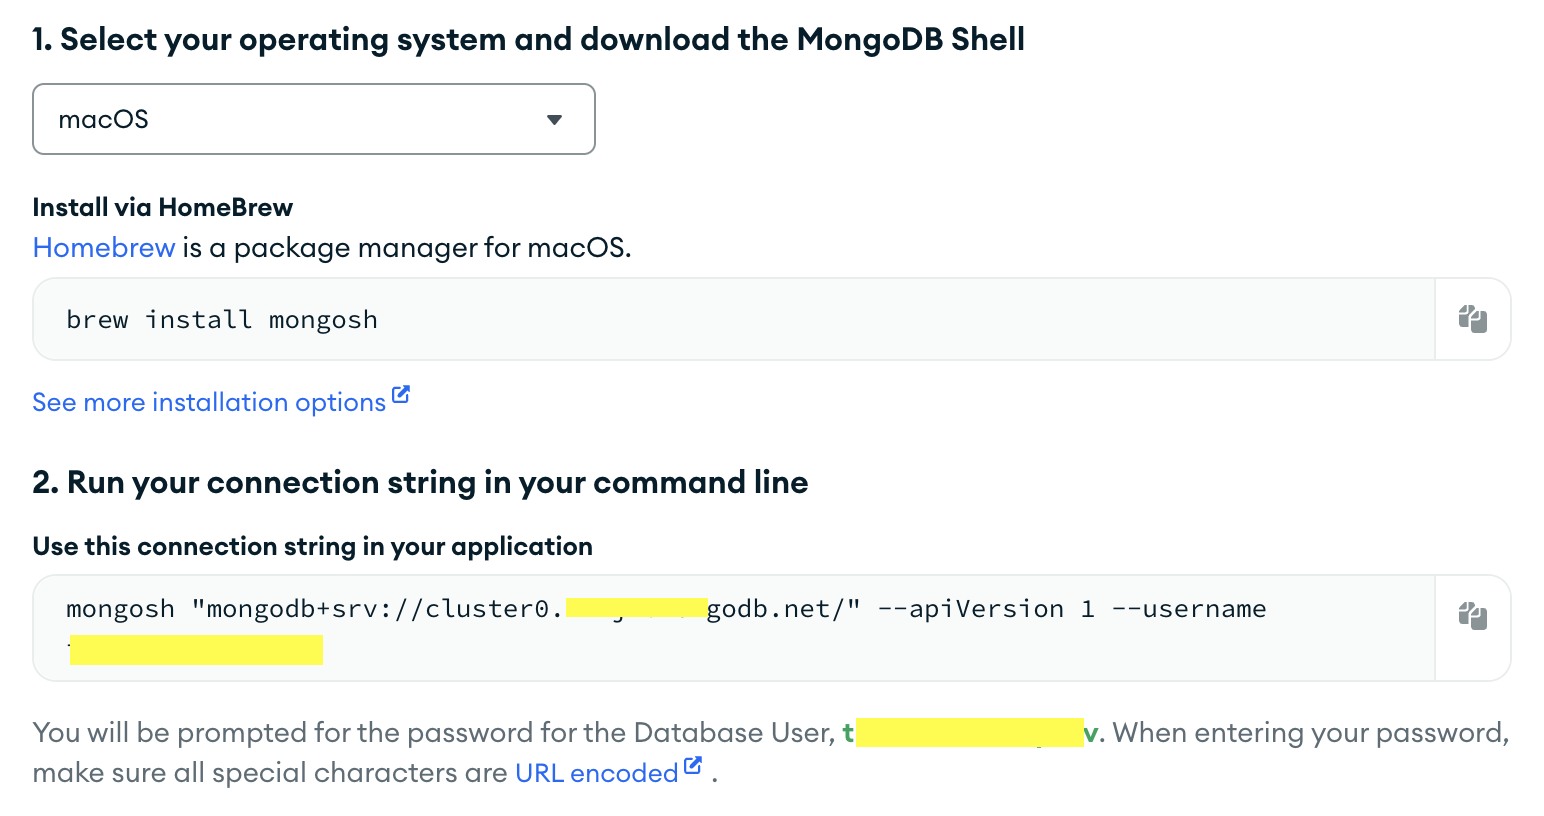 1. Select your operating system and download the MongoDB Shell
macOS
Install via HomeBrew
Homebrew is a package manager for macOS.
brew install mongosh
See more installation options
2. Run your connection string in your command line
Use this connection string in your application
mongosh "mongodb+srv://cluster0. godb.net/" --apiVersion 1 --username
You will be prompted for the password for the Database User, t v. When entering your password,
make sure all special characters are URL encoded .